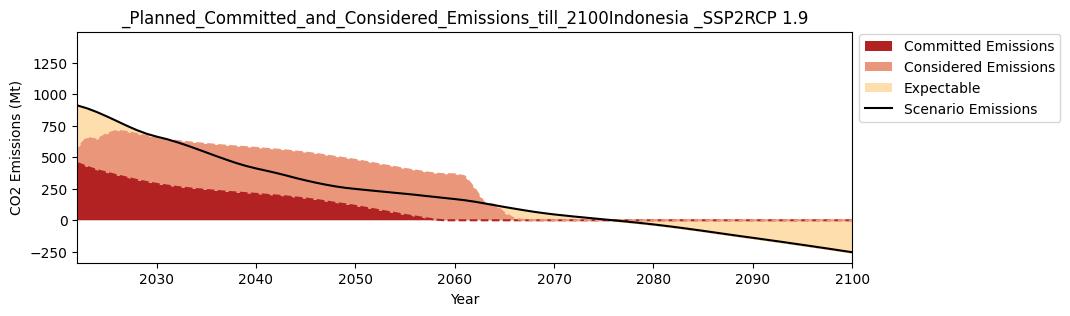 _Planned_Committed_and_Considered_Emissions_till_2100Indonesia _SSP2RCP 1.9
CO2 Emissions (Mt)
1250
1000
750
500
250
0
−250
2030
2040
2050
2060
2070
2080
2090
2100
Year
Committed Emissions
Considered Emissions
Expectable
Scenario Emissions